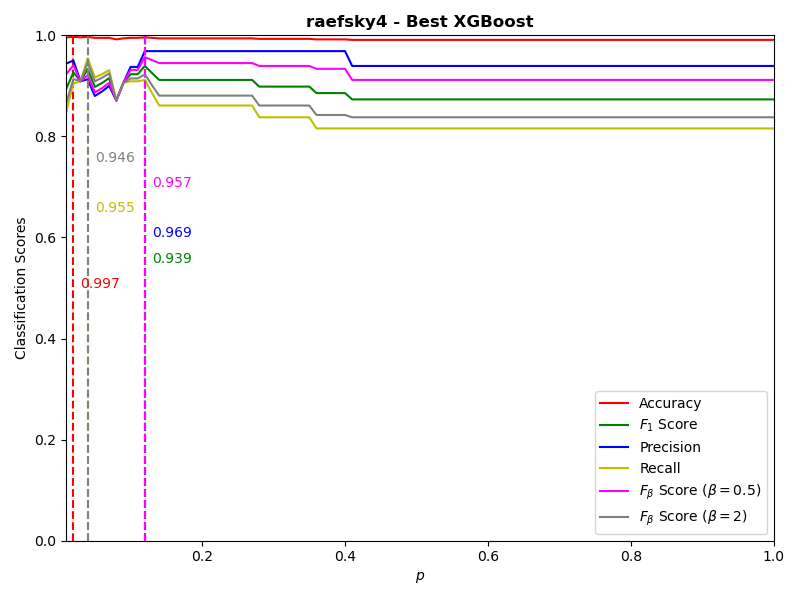 raefsky4 - Best XGBoost
Classification Scores
1.0
0.8
0.6
0.4
0.2
0.0
0.946
0.957
0.955
0.969
0.939
0.997
Accuracy
F₁ Score
Precision
Recall
Fᵦ Score (β = 0.5)
Fᵦ Score (β = 2)
0.2 0.4 0.6 0.8 1.0
p